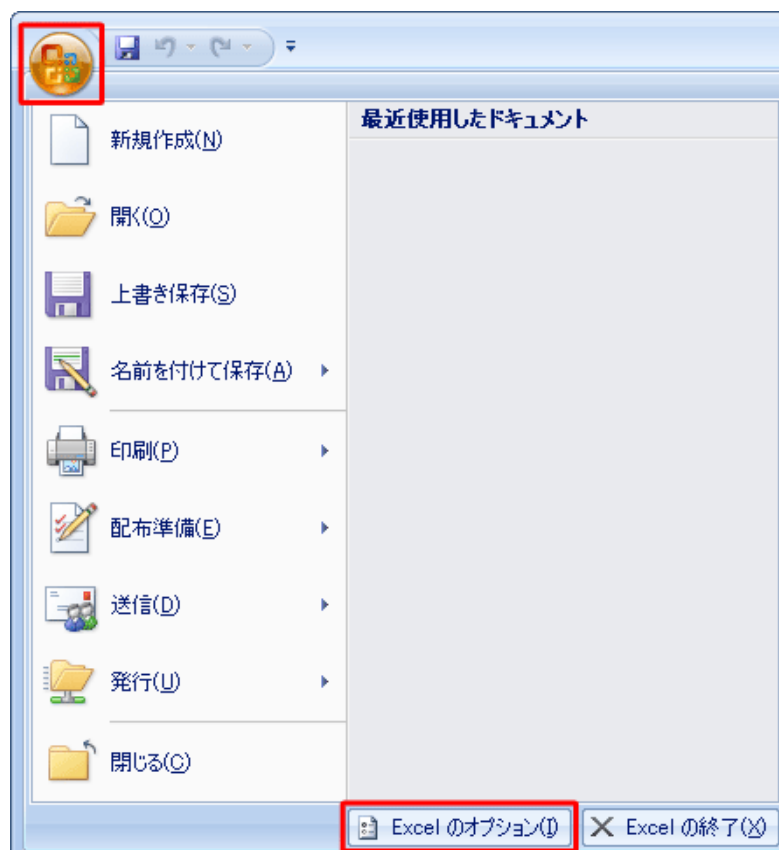 最近使用したドキュメント
新規作成(N)
開く(O)
上書き保存(S)
名前を付けて保存(A)
印刷(P)
配布準備(E)
送信(D)
発行(U)
閉じる(C)
Excel のオプション(I)
Excel の終了(X)